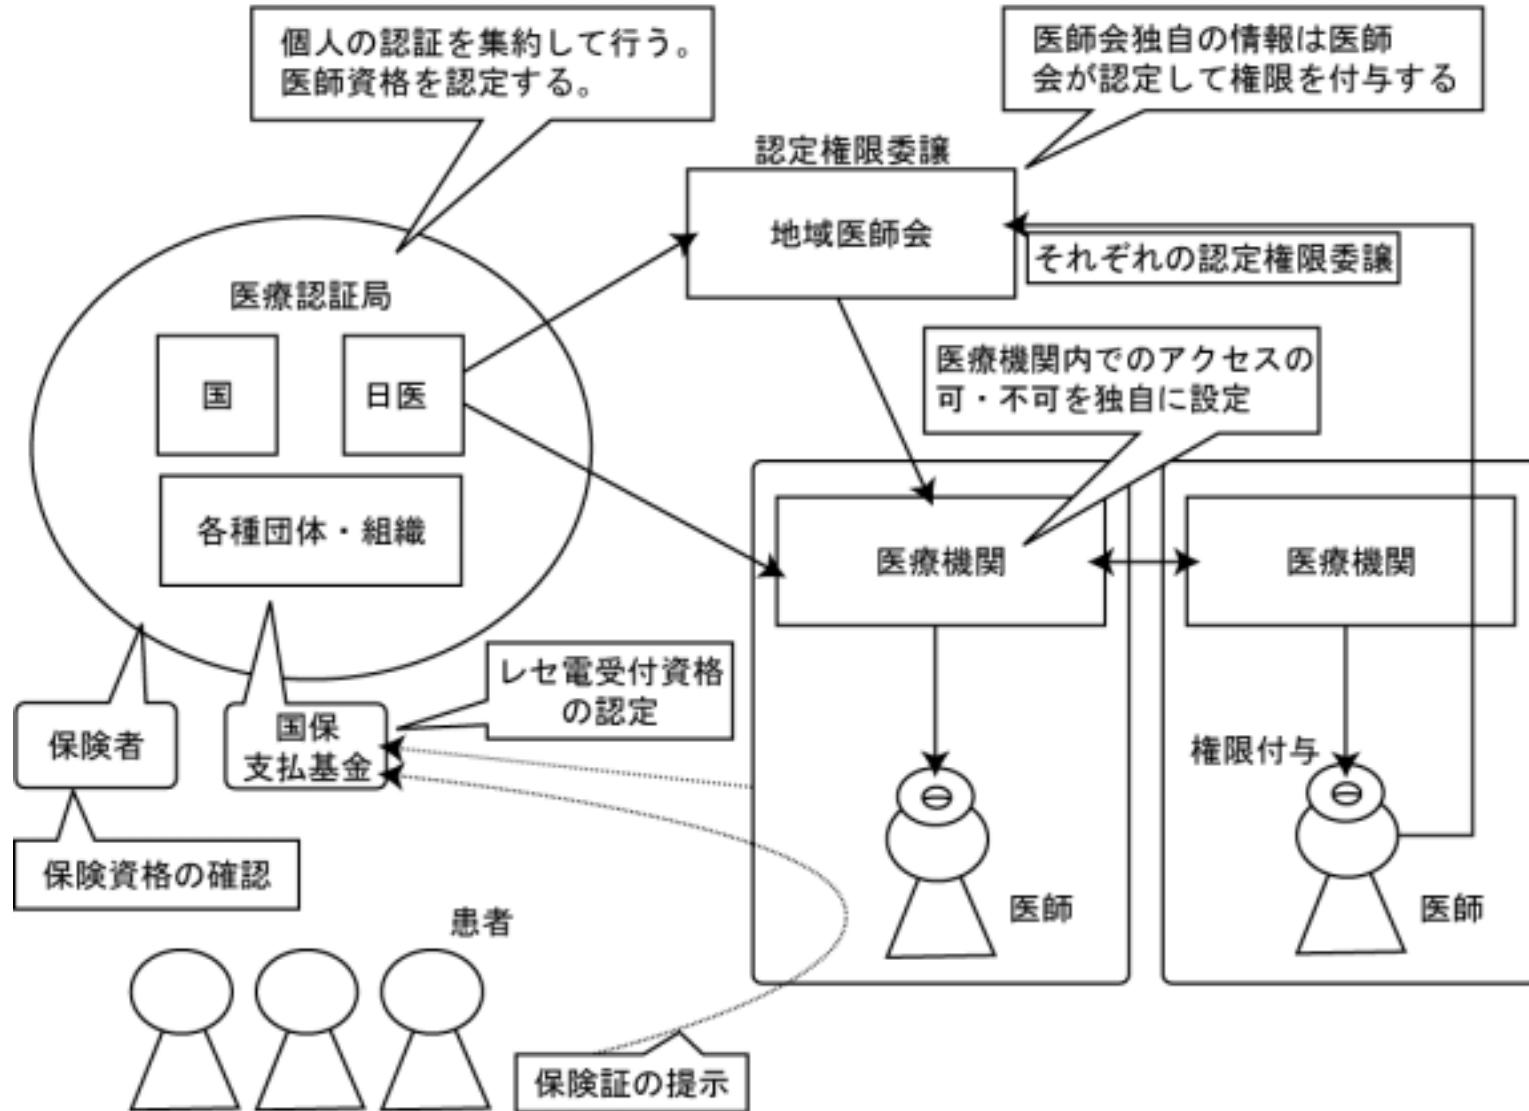 個人の認証を集約して行う。
医師資格を認定する。
医師会独自の情報は医師
会が認定して権限を付与する
認定権限委譲
地域医師会
それぞれの認定権限委譲
医療認証局
国
日医
各種団体・組織
医療機関内でのアクセスの
可・不可を独自に設定
医療機関
医療機関
レセ電受付資格
の認定
保険者
国保
支払基金
権限付与
保険資格の確認
医師
医師
患者
保険証の提示